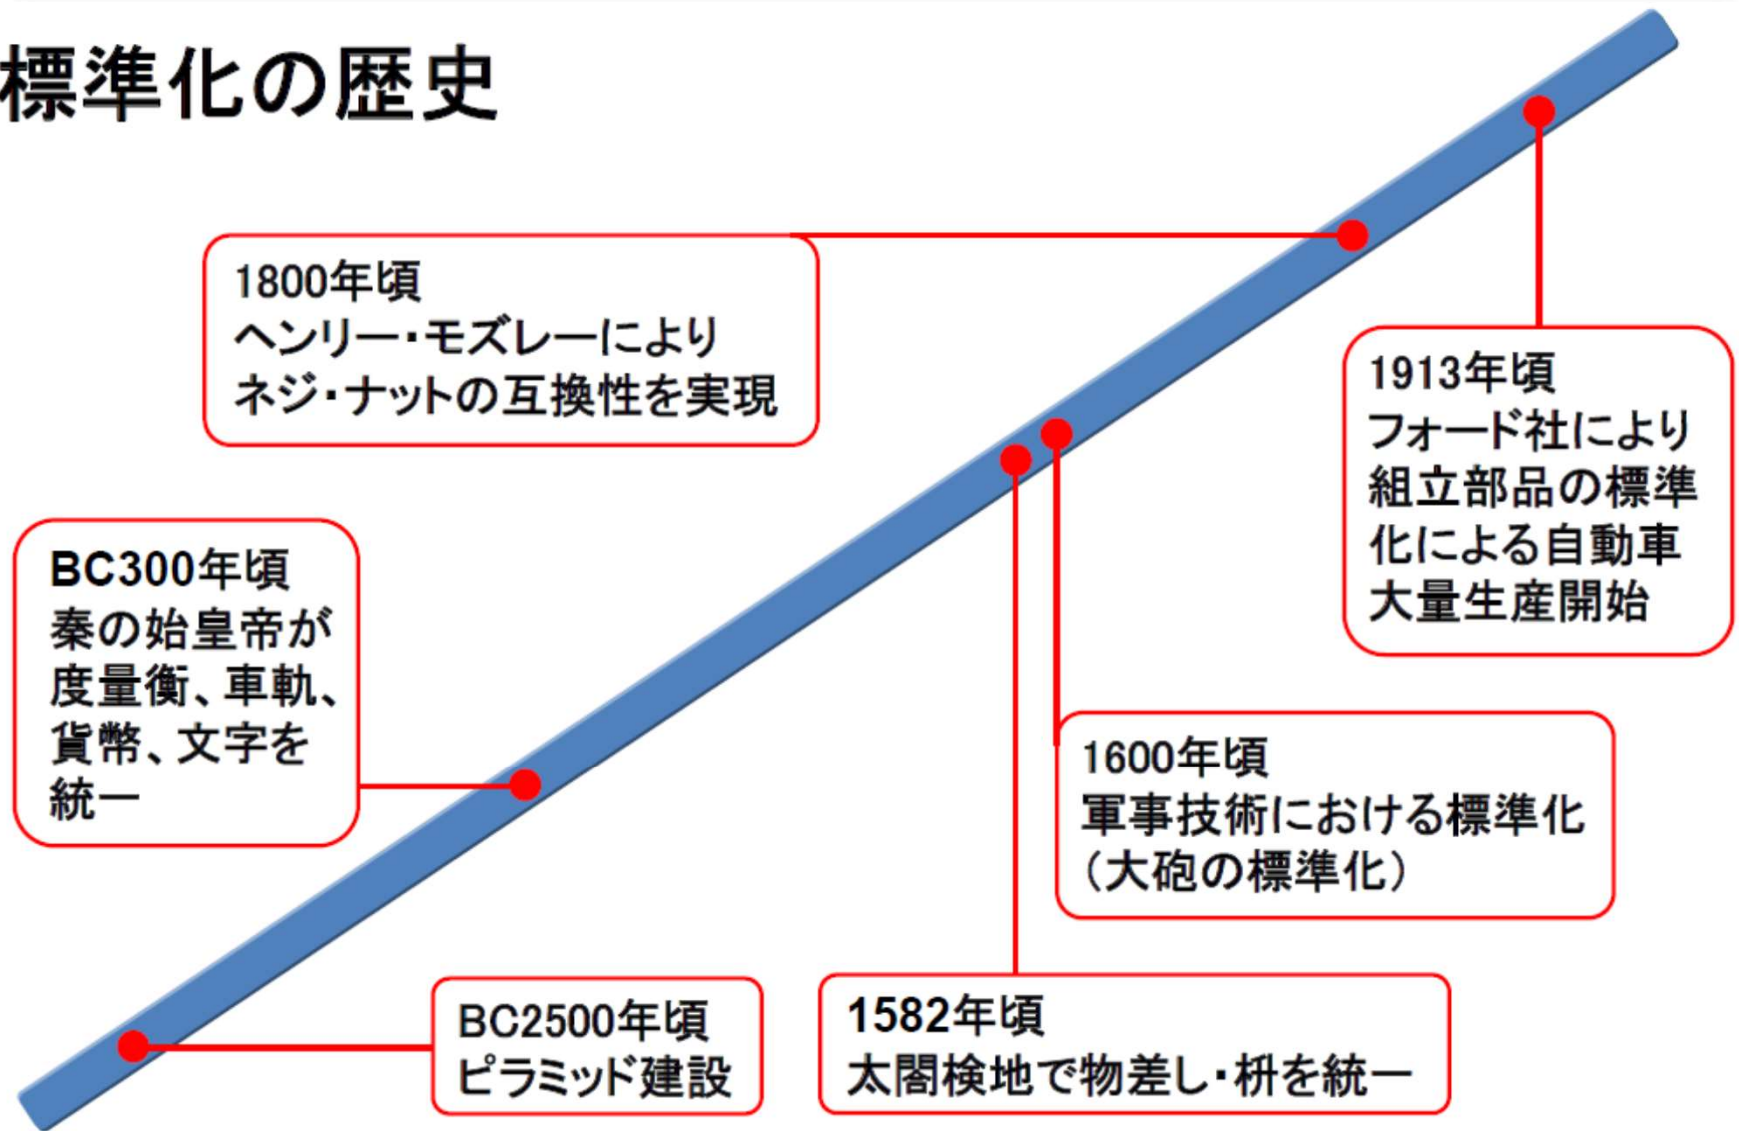 標準化の歴史
1800年頃
ヘンリー・モズレーにより
ネジ・ナットの互換性を実現
1913年頃
フォード社により
組立部品の標準
化による自動車
大量生産開始
BC300年頃
秦の始皇帝が
度量衡、車軌、
貨幣、文字を
統一
1600年頃
軍事技術における標準化
（大砲の標準化）
BC2500年頃
ピラミッド建設
1582年頃
太閤検地で物差し・枡を統一